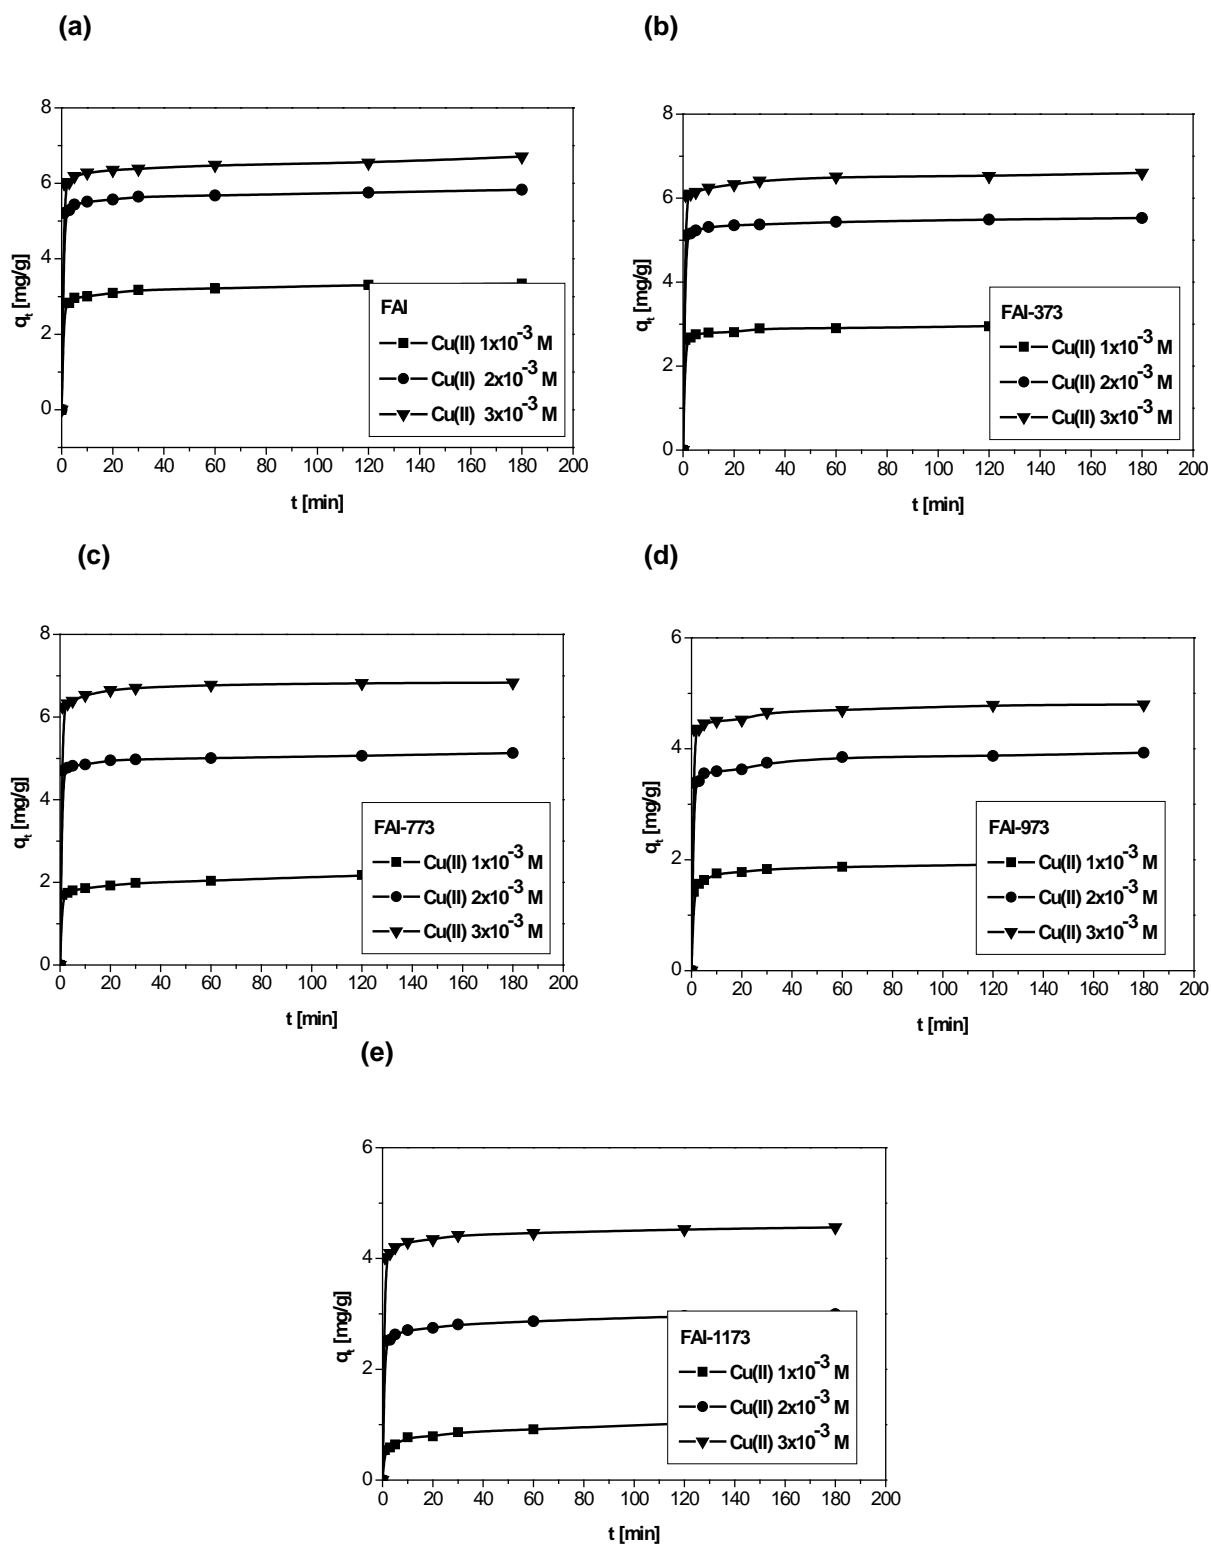 (a)
8
6
4
2
0
q_t [mg/g]
0 20 40 60 80 100 120 140 160 180 200
t [min]
FAI
Cu(II) 1x10^-3 M
Cu(II) 2x10^-3 M
Cu(II) 3x10^-3 M
(b)
8
6
4
2
0
q_t [mg/g]
0 20 40 60 80 100 120 140 160 180 200
t [min]
FAI-373
Cu(II) 1x10^-3 M
Cu(II) 2x10^-3 M
Cu(II) 3x10^-3 M
(c)
8
6
4
2
0
q_t [mg/g]
0 20 40 60 80 100 120 140 160 180 200
t [min]
FAI-773
Cu(II) 1x10^-3 M
Cu(II) 2x10^-3 M
Cu(II) 3x10^-3 M
(d)
6
4
2
0
q_t [mg/g]
0 20 40 60 80 100 120 140 160 180 200
t [min]
FAI-973
Cu(II) 1x10^-3 M
Cu(II) 2x10^-3 M
Cu(II) 3x10^-3 M
(e)
6
4
2
0
q_t [mg/g]
0 20 40 60 80 100 120 140 160 180 200
t [min]
FAI-1173
Cu(II) 1x10^-3 M
Cu(II) 2x10^-3 M
Cu(II) 3x10^-3 M